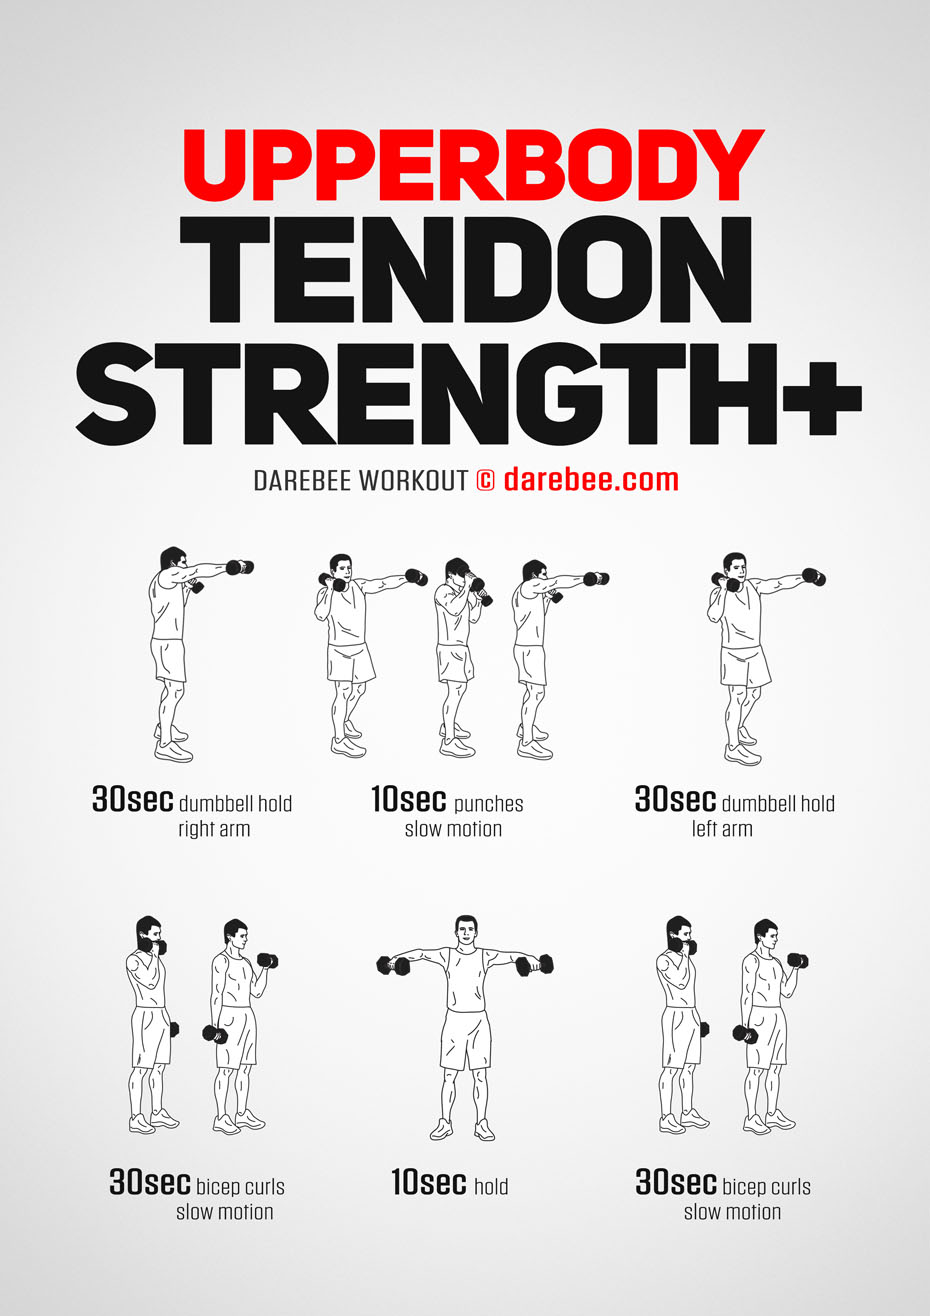 UPPERBODY
TENDON
STRENGTH+
DAREBEE WORKOUT © darebee.com
30sec dumbbell hold
right arm
10sec punches
slow motion
30sec dumbbell hold
left arm
30sec bicep curls
slow motion
10sec hold
30sec bicep curls
slow motion